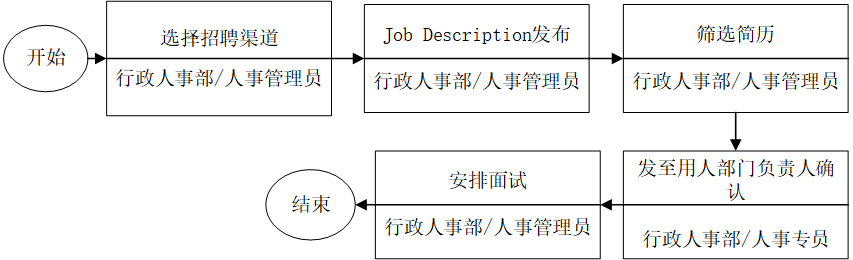 开始
选择招聘渠道
行政人事部/人事管理员
Job Description发布
行政人事部/人事管理员
筛选简历
行政人事部/人事管理员
发至用人部门负责人确
认
行政人事部/人事专员
安排面试
行政人事部/人事管理员
结束